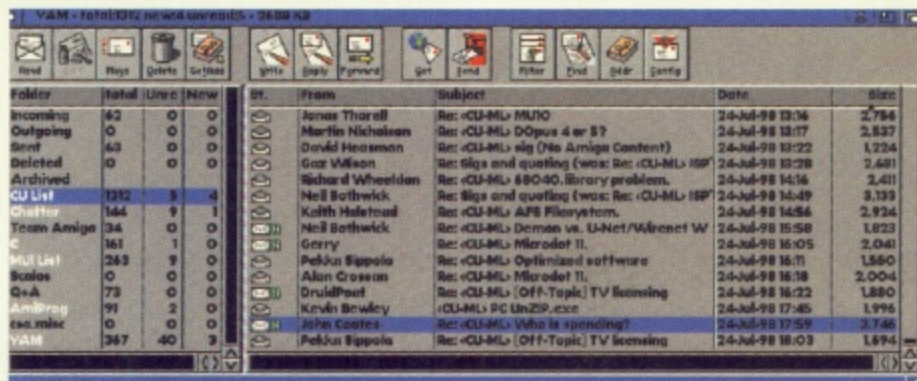 YAM - total:1312 new:4 unread:5 - 2688 KB
Read Move Delete Write Reply Forward Get Send Filter Find Addr Config
Folder Total Unre New
Incoming 62 0 0
Outgoing 0 0 0
Sent 63 0 0
Deleted 0 0 0
Archived
CU List 1312 5 4
Chatter 144 9 1
Team Amiga 34 0 0
C 161 1 0
MUI List 263 9 0
0 0 0
Q+A 73 0 0
AmiProg 91 2 0
csa.misc 0 0 0
YAM 367 40 3
St. From Subject Date Size
Jonas Thorell Re: <CU-ML> MU10 24-Jul-98 13:16 2,756
Martin Nicholson Re: <CU-ML> DOpus 4 or 5? 24-Jul-98 13:17 2,537
David Heasman Re: <CU-ML> sig (No Amiga Content) 24-Jul-98 13:22 1,224
Gaz Wilson Re: Sigs and quoting (was: Re: <CU-ML> !SP" 24-Jul-98 13:28 2,681
Richard Wheeldon Re: <CU-ML> 68040.library problem. 24-Jul-98 14:16 2,411
Neil Bothwick Re: Sigs and quoting (was: Re: <CU-ML> !SP" 24-Jul-98 14:49 3,133
Keith Halstead Re: <CU-ML> AFS Filesystem. 24-Jul-98 14:56 2,924
Neil Bothwick Re: <CU-ML> Demon vs. U-Net/Wirenet W 24-Jul-98 15:58 1,823
Gerry Re: <CU-ML> Microdot II. 24-Jul-98 16:05 2,041
Pekka Sippola Re: <CU-ML> Optimized software 24-Jul-98 16:11 1,560
Alan Crossan Re: <CU-ML> Microdot II. 24-Jul-98 16:18 2,004
DruidPoet Re: <CU-ML> [Off-Topic] TV licensing 24-Jul-98 16:22 1,880
Kevin Bewley <CU-ML> PC UnZIP.exe 24-Jul-98 17:45 1,996
John Coates Re: <CU-ML> Who is spending? 24-Jul-98 17:59 3,746
Pekka Sippola Re: <CU-ML> [Off-Topic] TV licensing 24-Jul-98 18:03 1,694